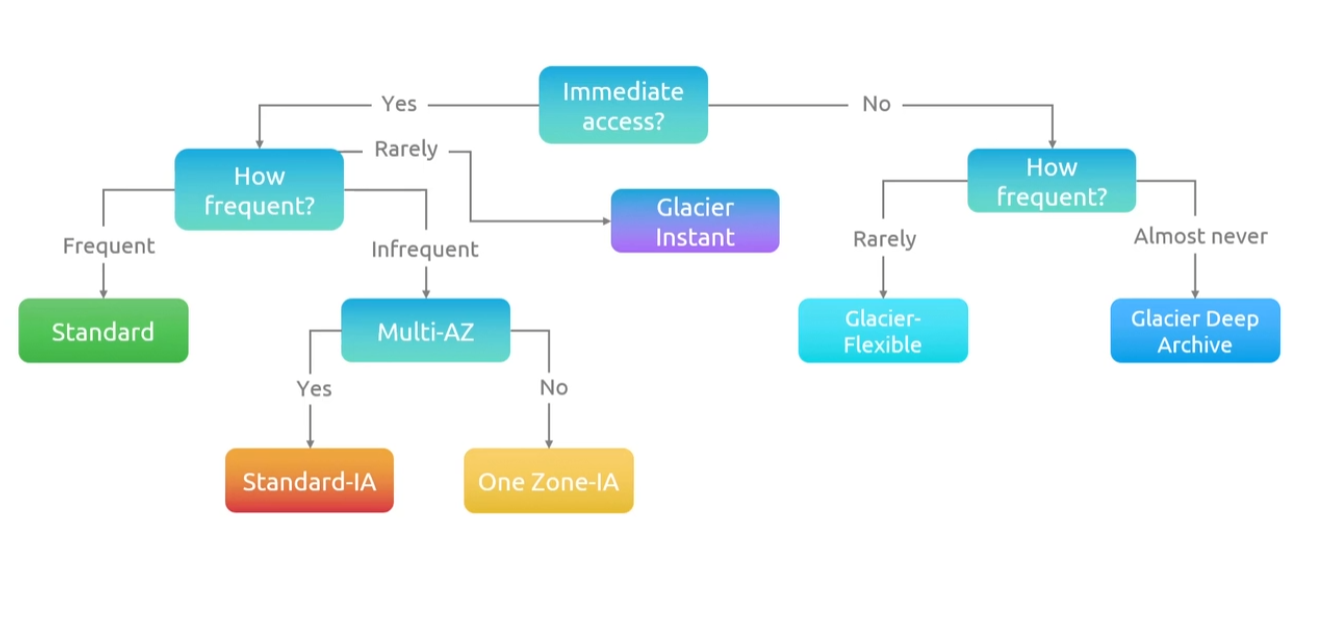 Immediate
access?
Yes
No
Rarely
How
frequent?
How
frequent?
Glacier
Instant
Frequent
Infrequent
Rarely
Almost never
Standard
Multi-AZ
Glacier-
Flexible
Glacier Deep
Archive
Yes
No
Standard-IA
One Zone-IA